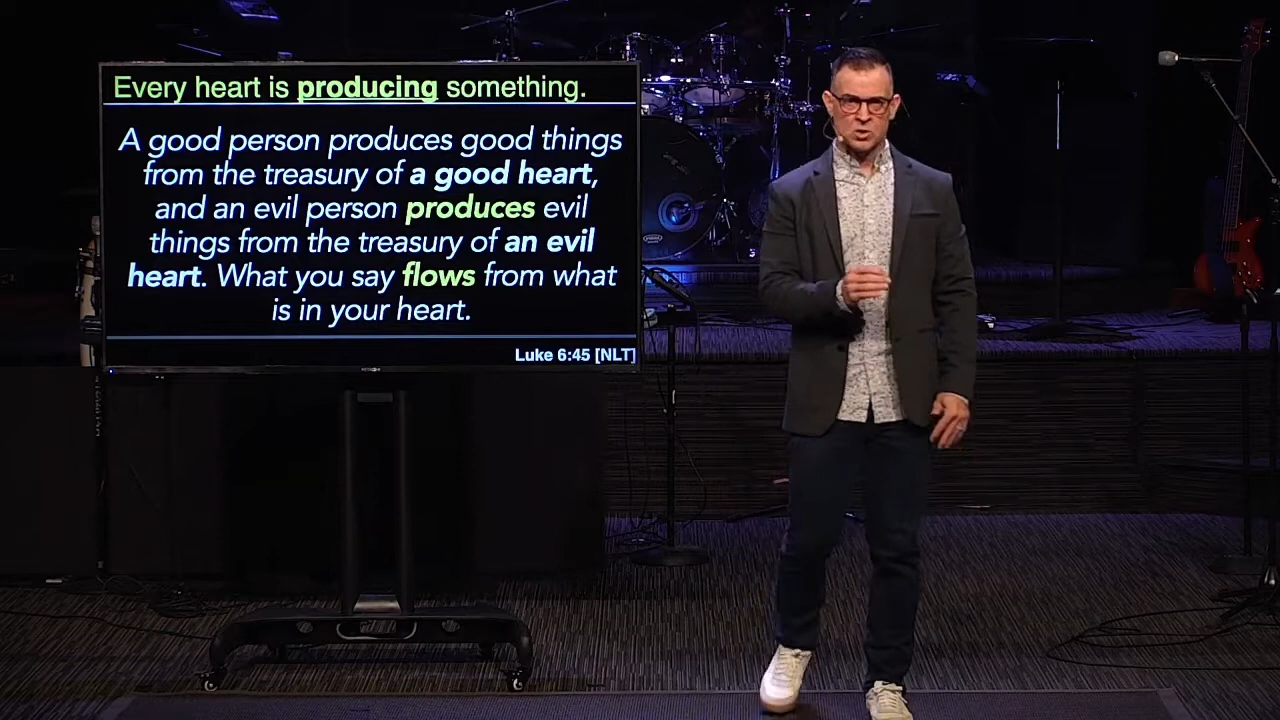 Every heart is producing something.
A good person produces good things
from the treasury of a good heart,
and an evil person produces evil
things from the treasury of an evil
heart. What you say flows from what
is in your heart.
Luke 6:45 [NLT]